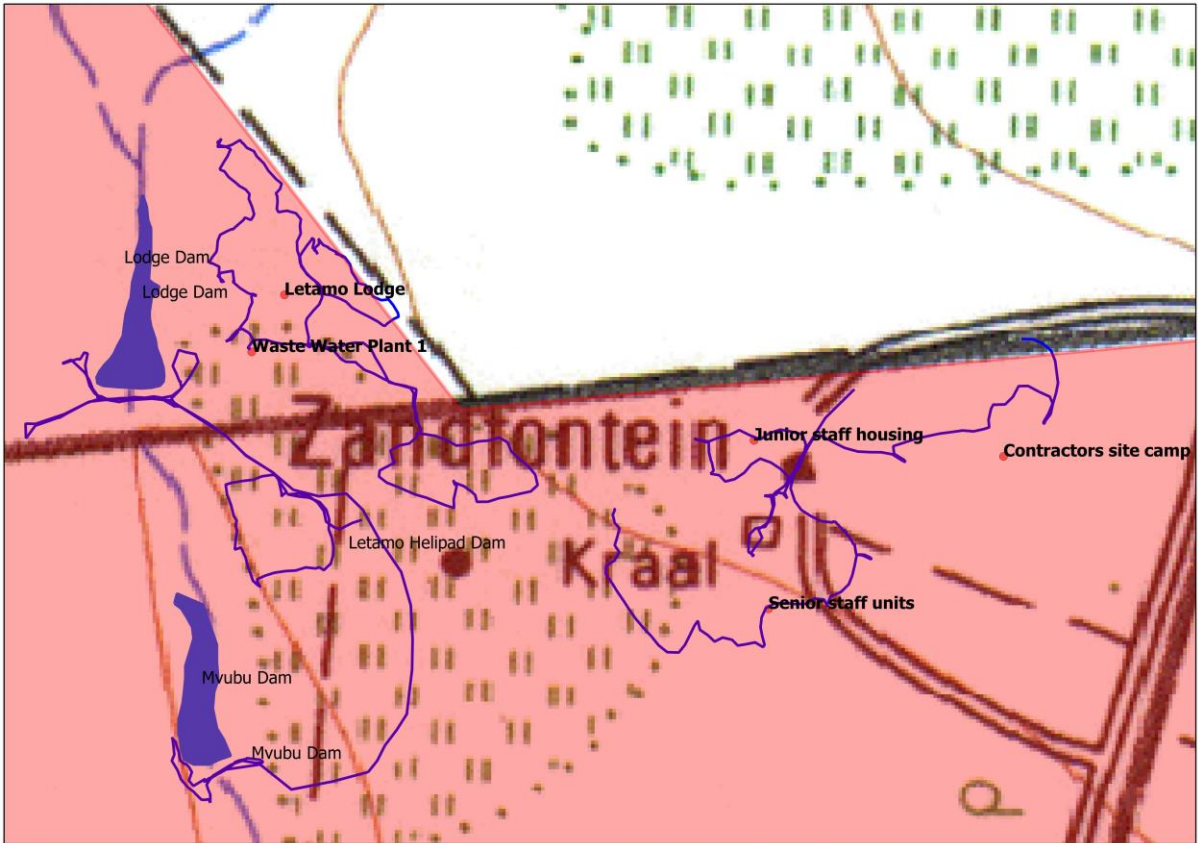 Lodge Dam
Lodge Dam
Letamo Lodge
Waste Water Plant 1
Zandfontein
Junior staff housing
Contractors site camp
Letamo Helipad Dam
Kraal
Senior staff units
Mvubu Dam
Mvubu Dam